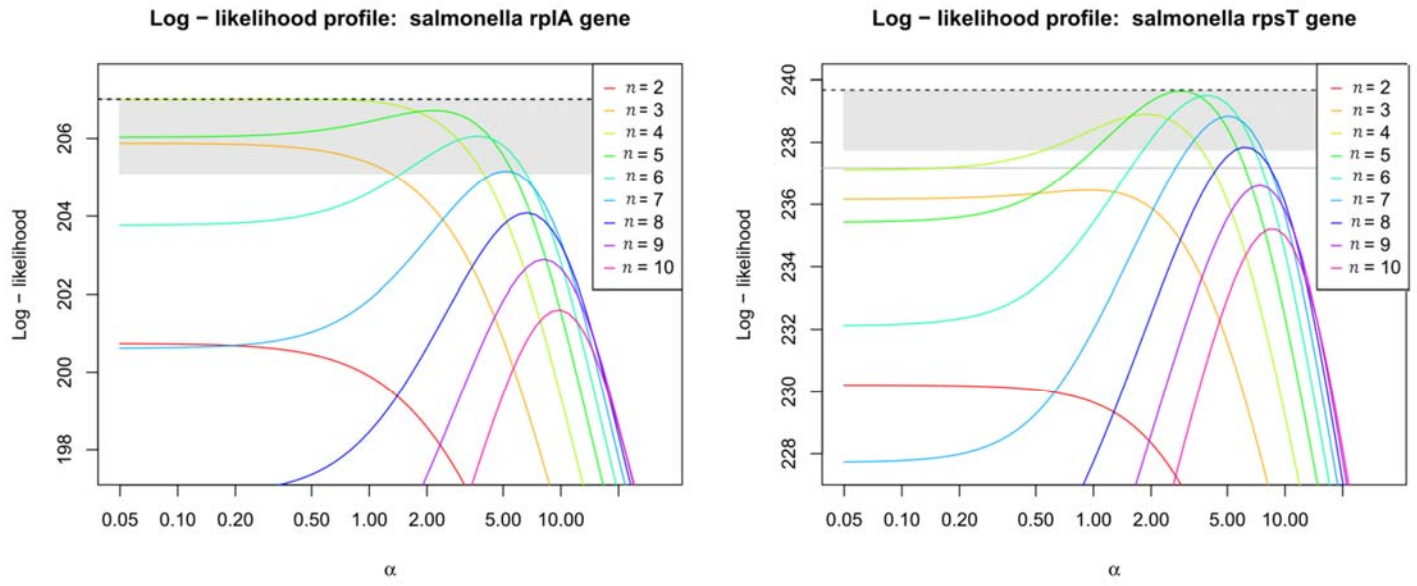 Log − likelihood profile: salmonella rplA gene
Log − likelihood
206
204
202
200
198
0.05 0.10 0.20 0.50 1.00 2.00 5.00 10.00
α
n = 2
n = 3
n = 4
n = 5
n = 6
n = 7
n = 8
n = 9
n = 10
Log − likelihood profile: salmonella rpsT gene
Log − likelihood
240
238
236
234
232
230
228
0.05 0.10 0.20 0.50 1.00 2.00 5.00 10.00
α
n = 2
n = 3
n = 4
n = 5
n = 6
n = 7
n = 8
n = 9
n = 10